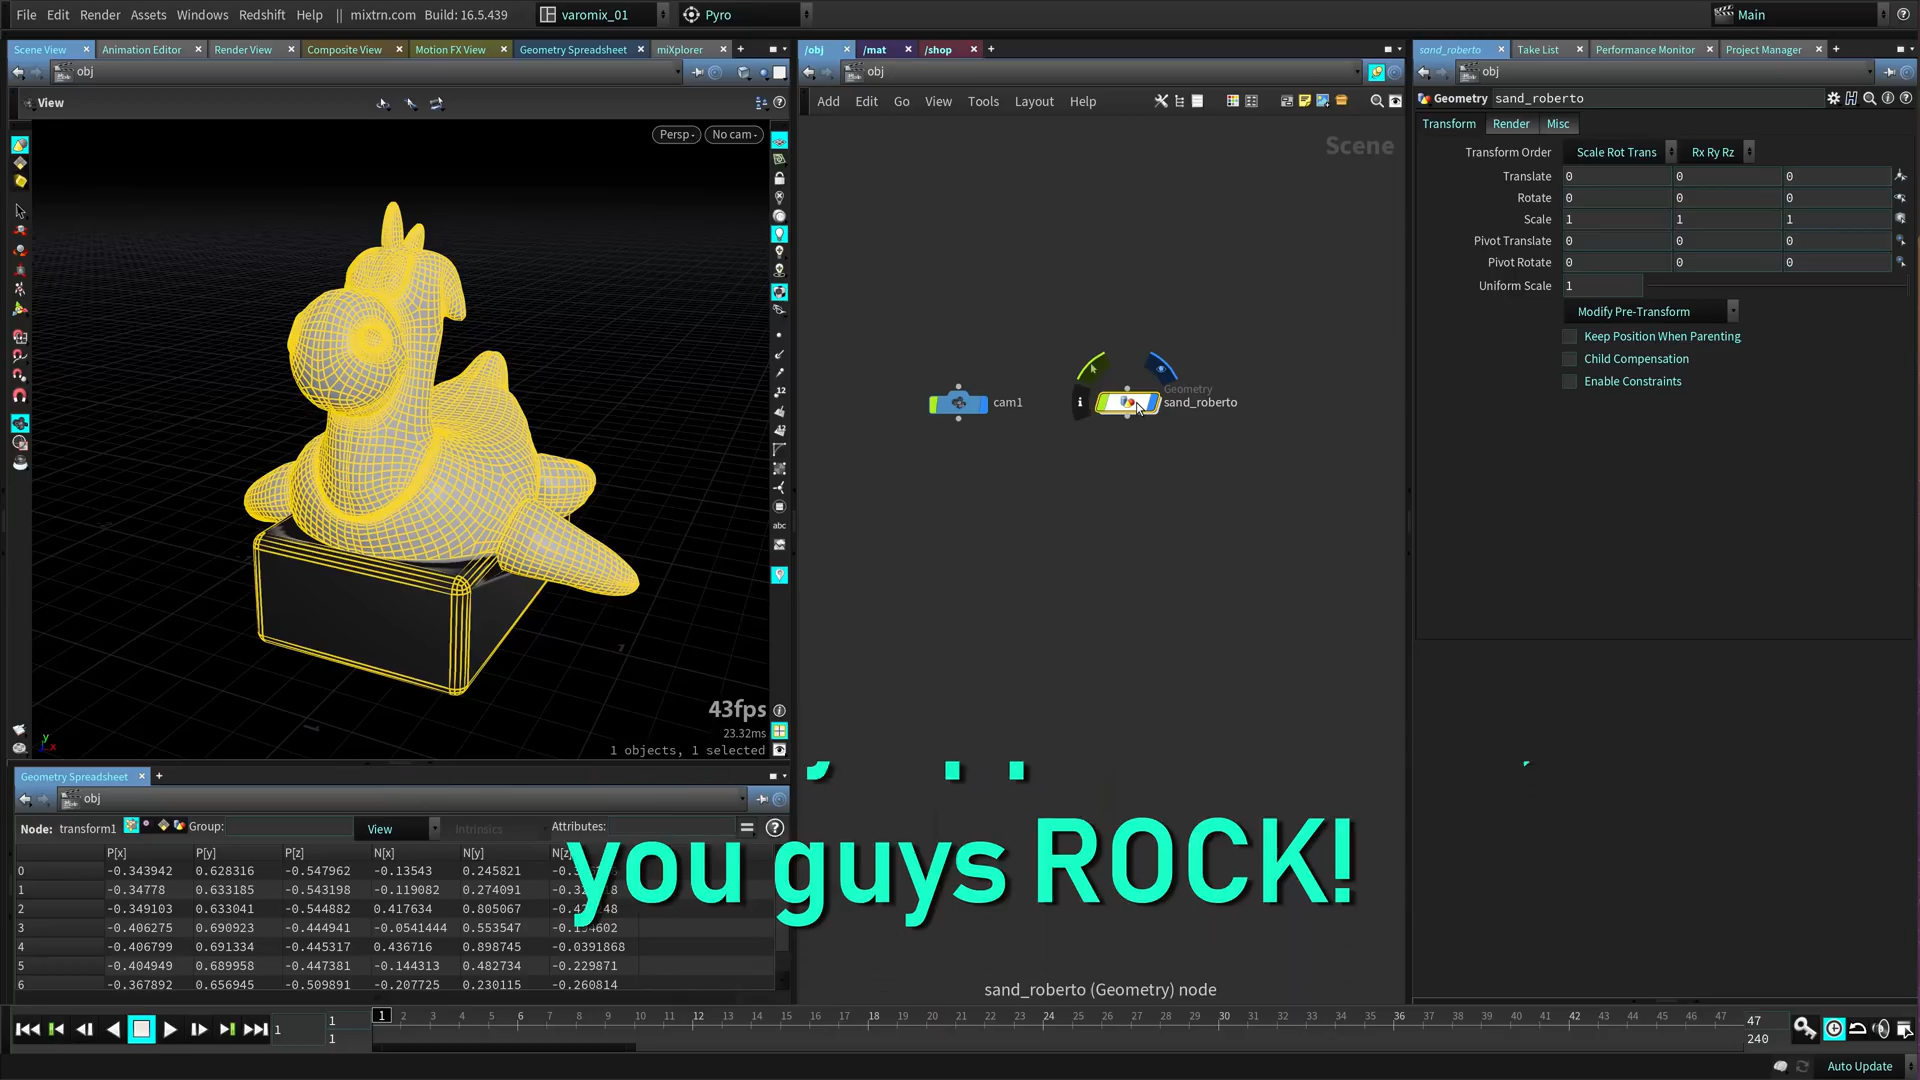 File Edit Render Assets Windows Redshift Help || mixtrn.com Build: 16.5.439 varomix_01 Pyro Main
Scene View Animation Editor Render View Composite View Motion FX View Geometry Spreadsheet miXplorer
obj
View
Persp No cam
43fps
23.32ms
1 objects, 1 selected
abc
y
x
/obj /mat /shop
obj
Add Edit Go View Tools Layout Help
Scene
cam1
Geometry
sand_roberto
sand_roberto (Geometry) node
sand_roberto Take List Performance Monitor Project Manager
obj
Geometry sand_roberto
Transform Render Misc
Transform Order Scale Rot Trans Rx Ry Rz
Translate 0 0 0
Rotate 0 0 0
Scale 1 1 1
Pivot Translate 0 0 0
Pivot Rotate 0 0 0
Uniform Scale 1
Modify Pre-Transform
Keep Position When Parenting
Child Compensation
Enable Constraints
Geometry Spreadsheet
obj
Node: transform1 Group: View Intrinsics Attributes:
P[x] P[y] P[z] N[x] N[y] N[z]
0 -0.343942 0.628316 -0.547962 -0.13543 0.245821
1 -0.34778 0.633185 -0.543198 -0.119082 0.274091
2 -0.349103 0.633041 -0.544882 0.417634 0.805067
3 -0.406275 0.690923 -0.444941 -0.0541444 0.553547
4 -0.406799 0.691334 -0.445317 0.436716 0.898745 -0.0391868
5 -0.404949 0.689958 -0.447381 -0.144313 0.482734 -0.229871
6 -0.367892 0.656945 -0.509891 -0.207725 0.230115 -0.260814
you guys ROCK!
1 1 1
1 2 3 4 5 6 7 8 9 10 11 12 13 14 15 16 17 18 19 20 21 22 23 24 25 26 27 28 29 30 31 32 33 34 35 36 37 38 39 40 41 42 43 44 45 46 47
47
240
Auto Update